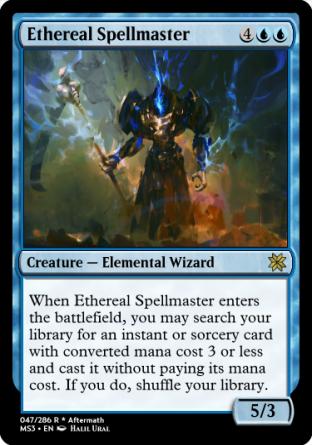 Ethereal Spellmaster 4
Creature — Elemental Wizard
When Ethereal Spellmaster enters
the battlefield, you may search your
library for an instant or sorcery card
with converted mana cost 3 or less
and cast it without paying its mana
cost. If you do, shuffle your library.
5/3
047/286 R * Aftermath
MS3 • EN Halil Ural